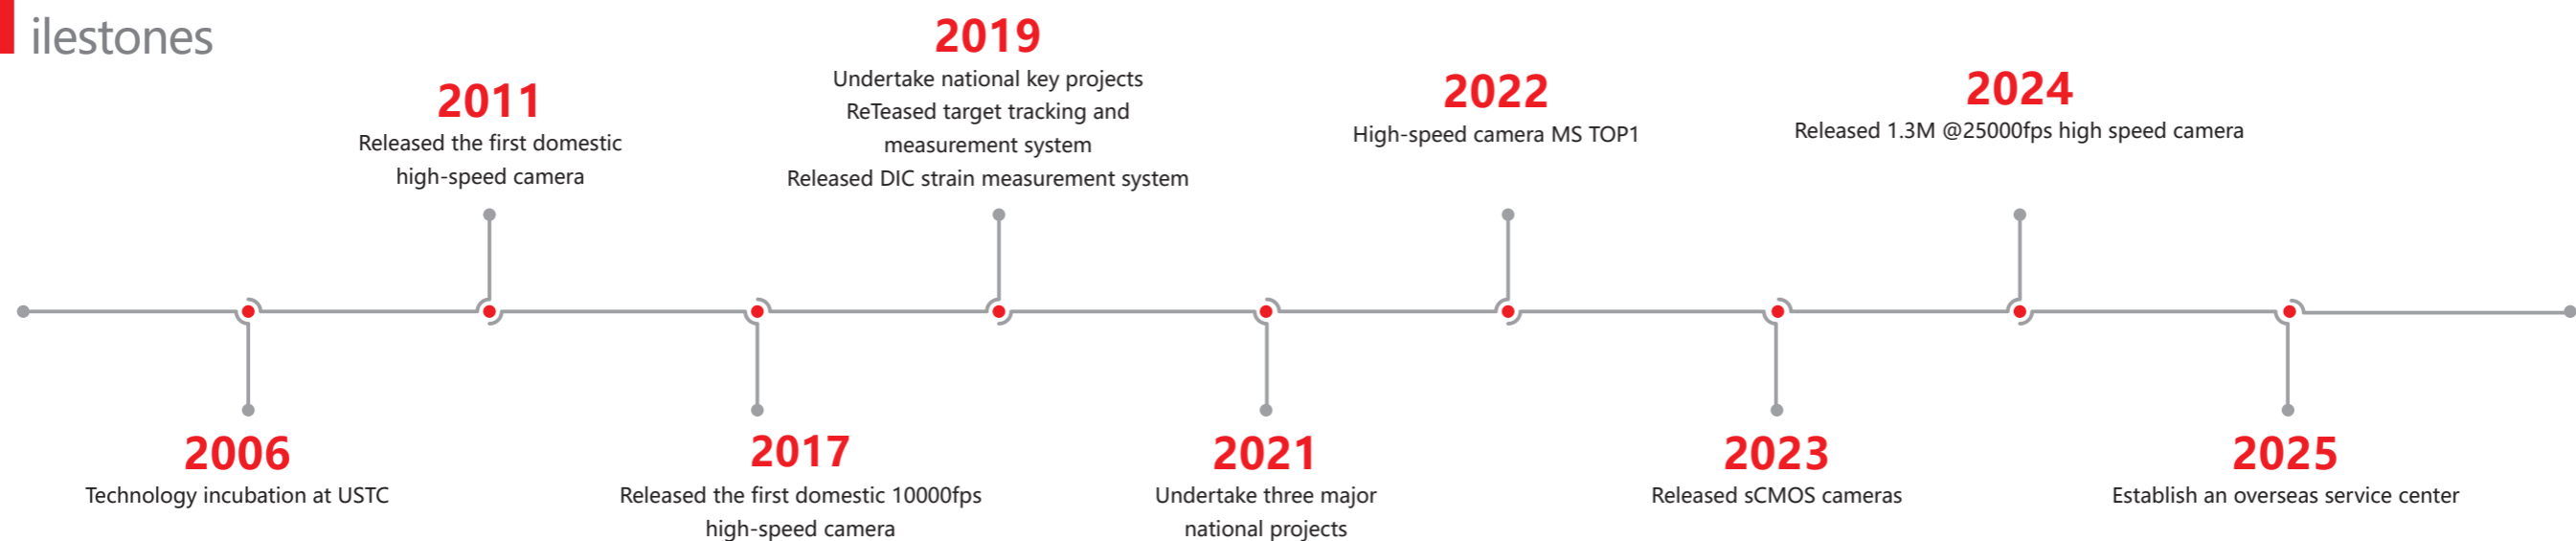 ilestones
2006
Technology incubation at USTC
2011
Released the first domestic
high-speed camera
2017
Released the first domestic 10000fps
high-speed camera
2019
Undertake national key projects
ReTeased target tracking and
measurement system
Released DIC strain measurement system
2021
Undertake three major
national projects
2022
High-speed camera MS TOP1
2023
Released sCMOS cameras
2024
Released 1.3M @25000fps high speed camera
2025
Establish an overseas service center